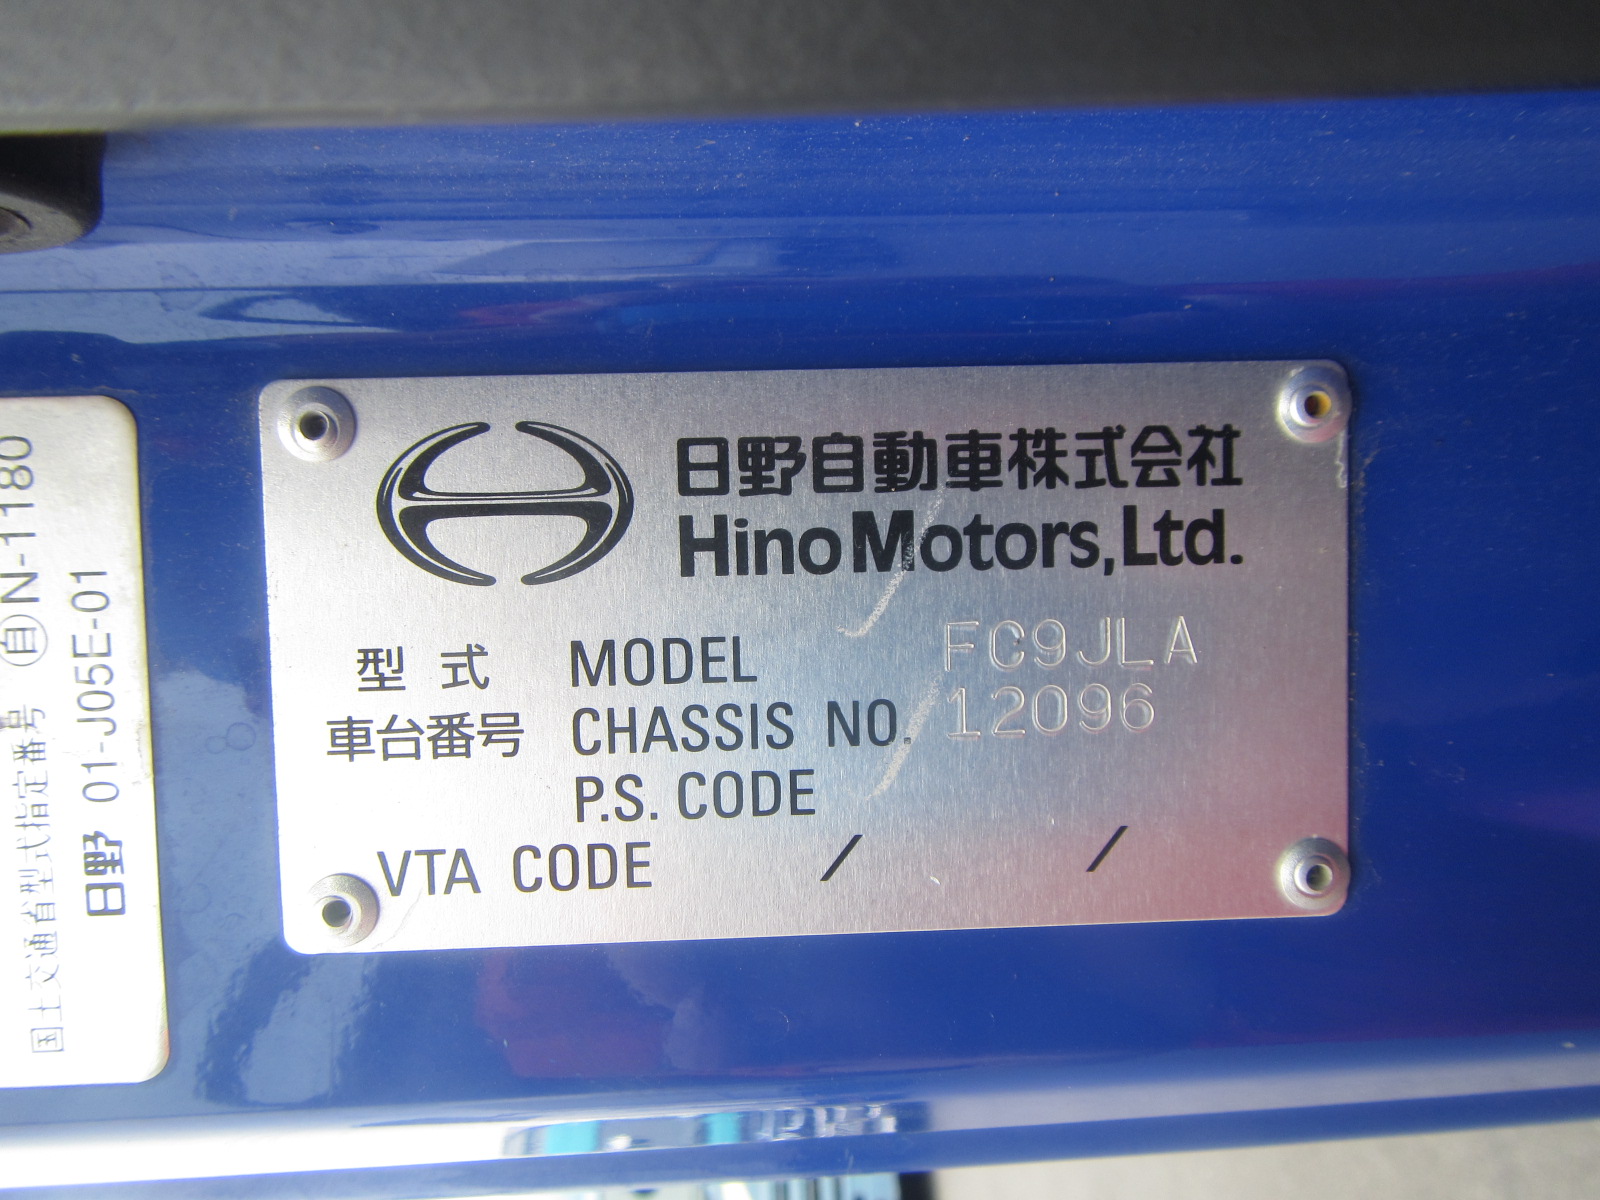 日野自動車株式会社
Hino Motors, Ltd.
型式 MODEL FC9JLA
車台番号 CHASSIS NO. 12096
P.S. CODE
VTA CODE / /
国土交通省型式指定番号 自N-1180
日野 01-J05E-01